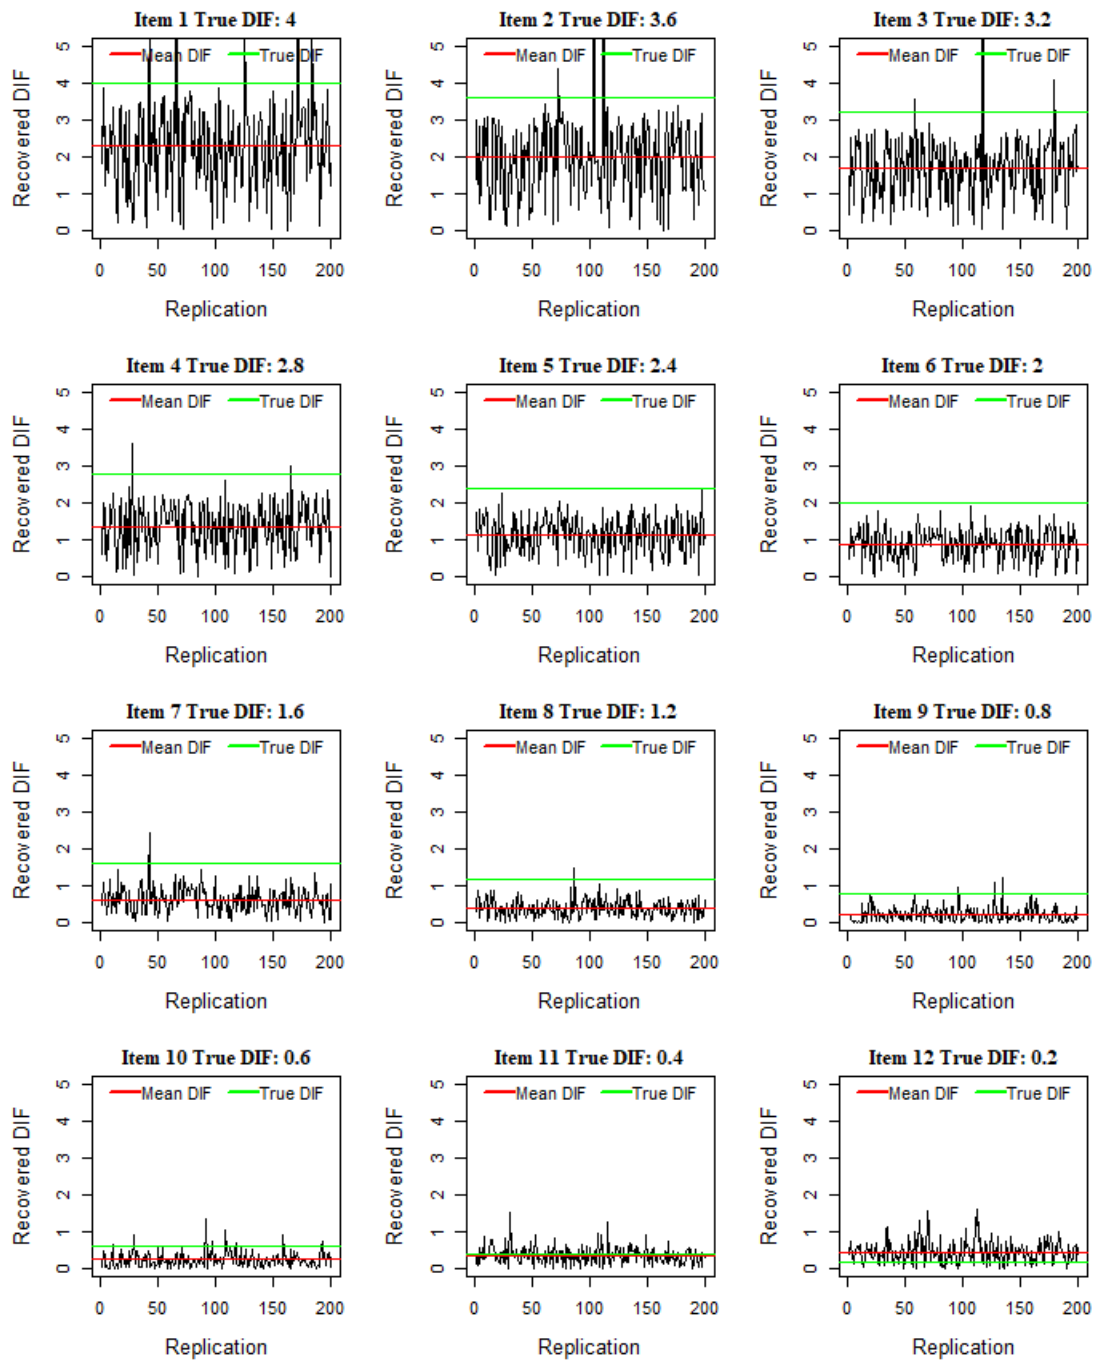 Item 1 True DIF: 4
Recovered DIF
5
4
3
2
1
0
Mean DIF True DIF
0 50 100 150 200
Replication
Item 2 True DIF: 3.6
Recovered DIF
5
4
3
2
1
0
Mean DIF True DIF
0 50 100 150 200
Replication
Item 3 True DIF: 3.2
Recovered DIF
5
4
3
2
1
0
Mean DIF True DIF
0 50 100 150 200
Replication
Item 4 True DIF: 2.8
Recovered DIF
5
4
3
2
1
0
Mean DIF True DIF
0 50 100 150 200
Replication
Item 5 True DIF: 2.4
Recovered DIF
5
4
3
2
1
0
Mean DIF True DIF
0 50 100 150 200
Replication
Item 6 True DIF: 2
Recovered DIF
5
4
3
2
1
0
Mean DIF True DIF
0 50 100 150 200
Replication
Item 7 True DIF: 1.6
Recovered DIF
5
4
3
2
1
0
Mean DIF True DIF
0 50 100 150 200
Replication
Item 8 True DIF: 1.2
Recovered DIF
5
4
3
2
1
0
Mean DIF True DIF
0 50 100 150 200
Replication
Item 9 True DIF: 0.8
Recovered DIF
5
4
3
2
1
0
Mean DIF True DIF
0 50 100 150 200
Replication
Item 10 True DIF: 0.6
Recovered DIF
5
4
3
2
1
0
Mean DIF True DIF
0 50 100 150 200
Replication
Item 11 True DIF: 0.4
Recovered DIF
5
4
3
2
1
0
Mean DIF True DIF
0 50 100 150 200
Replication
Item 12 True DIF: 0.2
Recovered DIF
5
4
3
2
1
0
Mean DIF True DIF
0 50 100 150 200
Replication